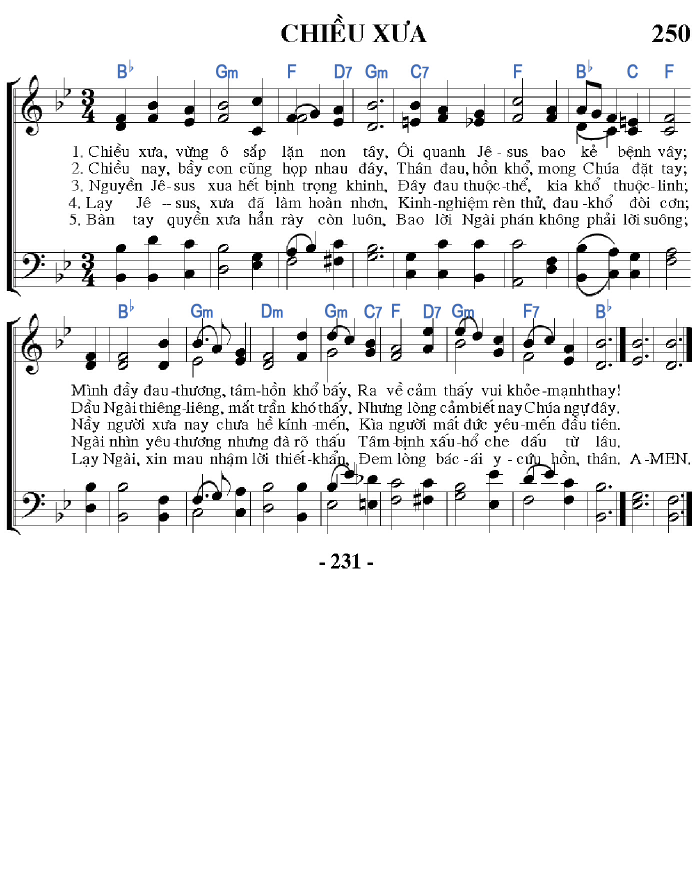 CHIỀU XƯA 250
B♭ Gm F D7 Gm C7 F B♭ C F
3/4
1. Chiều xưa, vừng ô sắp lặn non tây, Ôi quanh Jê-sus bao kẻ bệnh vây;
2. Chiều nay, bầy con cũng họp nhau đây, Thân đau, hồn khổ, mong Chúa đặt tay;
3. Nguyền Jê-sus xua hết bịnh trọng khinh, Đây đau thuộc-thể, kia khổ thuộc-linh;
4. Lạy Jê-sus, xưa đã làm hoàn nhơn, Kinh-nghiệm rèn thử, đau-khổ đòi cơn;
5. Bàn tay quyền xưa hẳn rày còn luôn, Bao lời Ngài phán không phải lời suông;
3/4
B♭ Gm Dm Gm C7 F D7 Gm F7 B♭
Mình đầy đau-thương, tâm-hồn khổ bấy, Ra về cảm thấy vui khỏe-mạnh thay!
Dầu Ngài thiêng-liêng, mắt trần khó thấy, Nhưng lòng cảm biết nay Chúa ngự đây.
Nầy người xưa nay chưa hề kính-mến, Kìa người mất đức yêu-mến đầu tiên.
Ngài nhìn yêu-thương nhưng đà rõ thấu Tâm-bịnh xấu-hổ che dấu từ lâu.
Lạy Ngài, xin mau nhậm lời thiết-khẩn, Đem lòng bác-ái y-cứu hồn, thân. A-MEN.
- 231 -